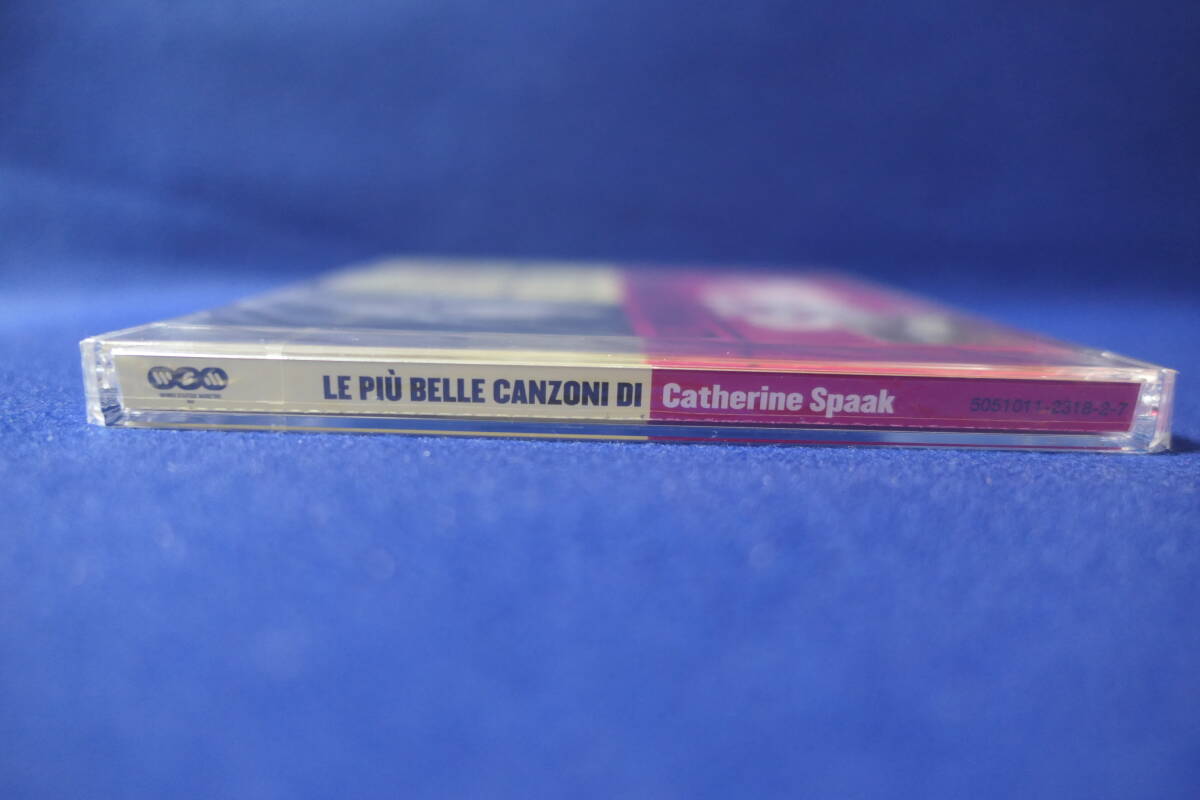 LE PIÙ BELLE CANZONI DI Catherine Spaak 5051011-2318-2-7